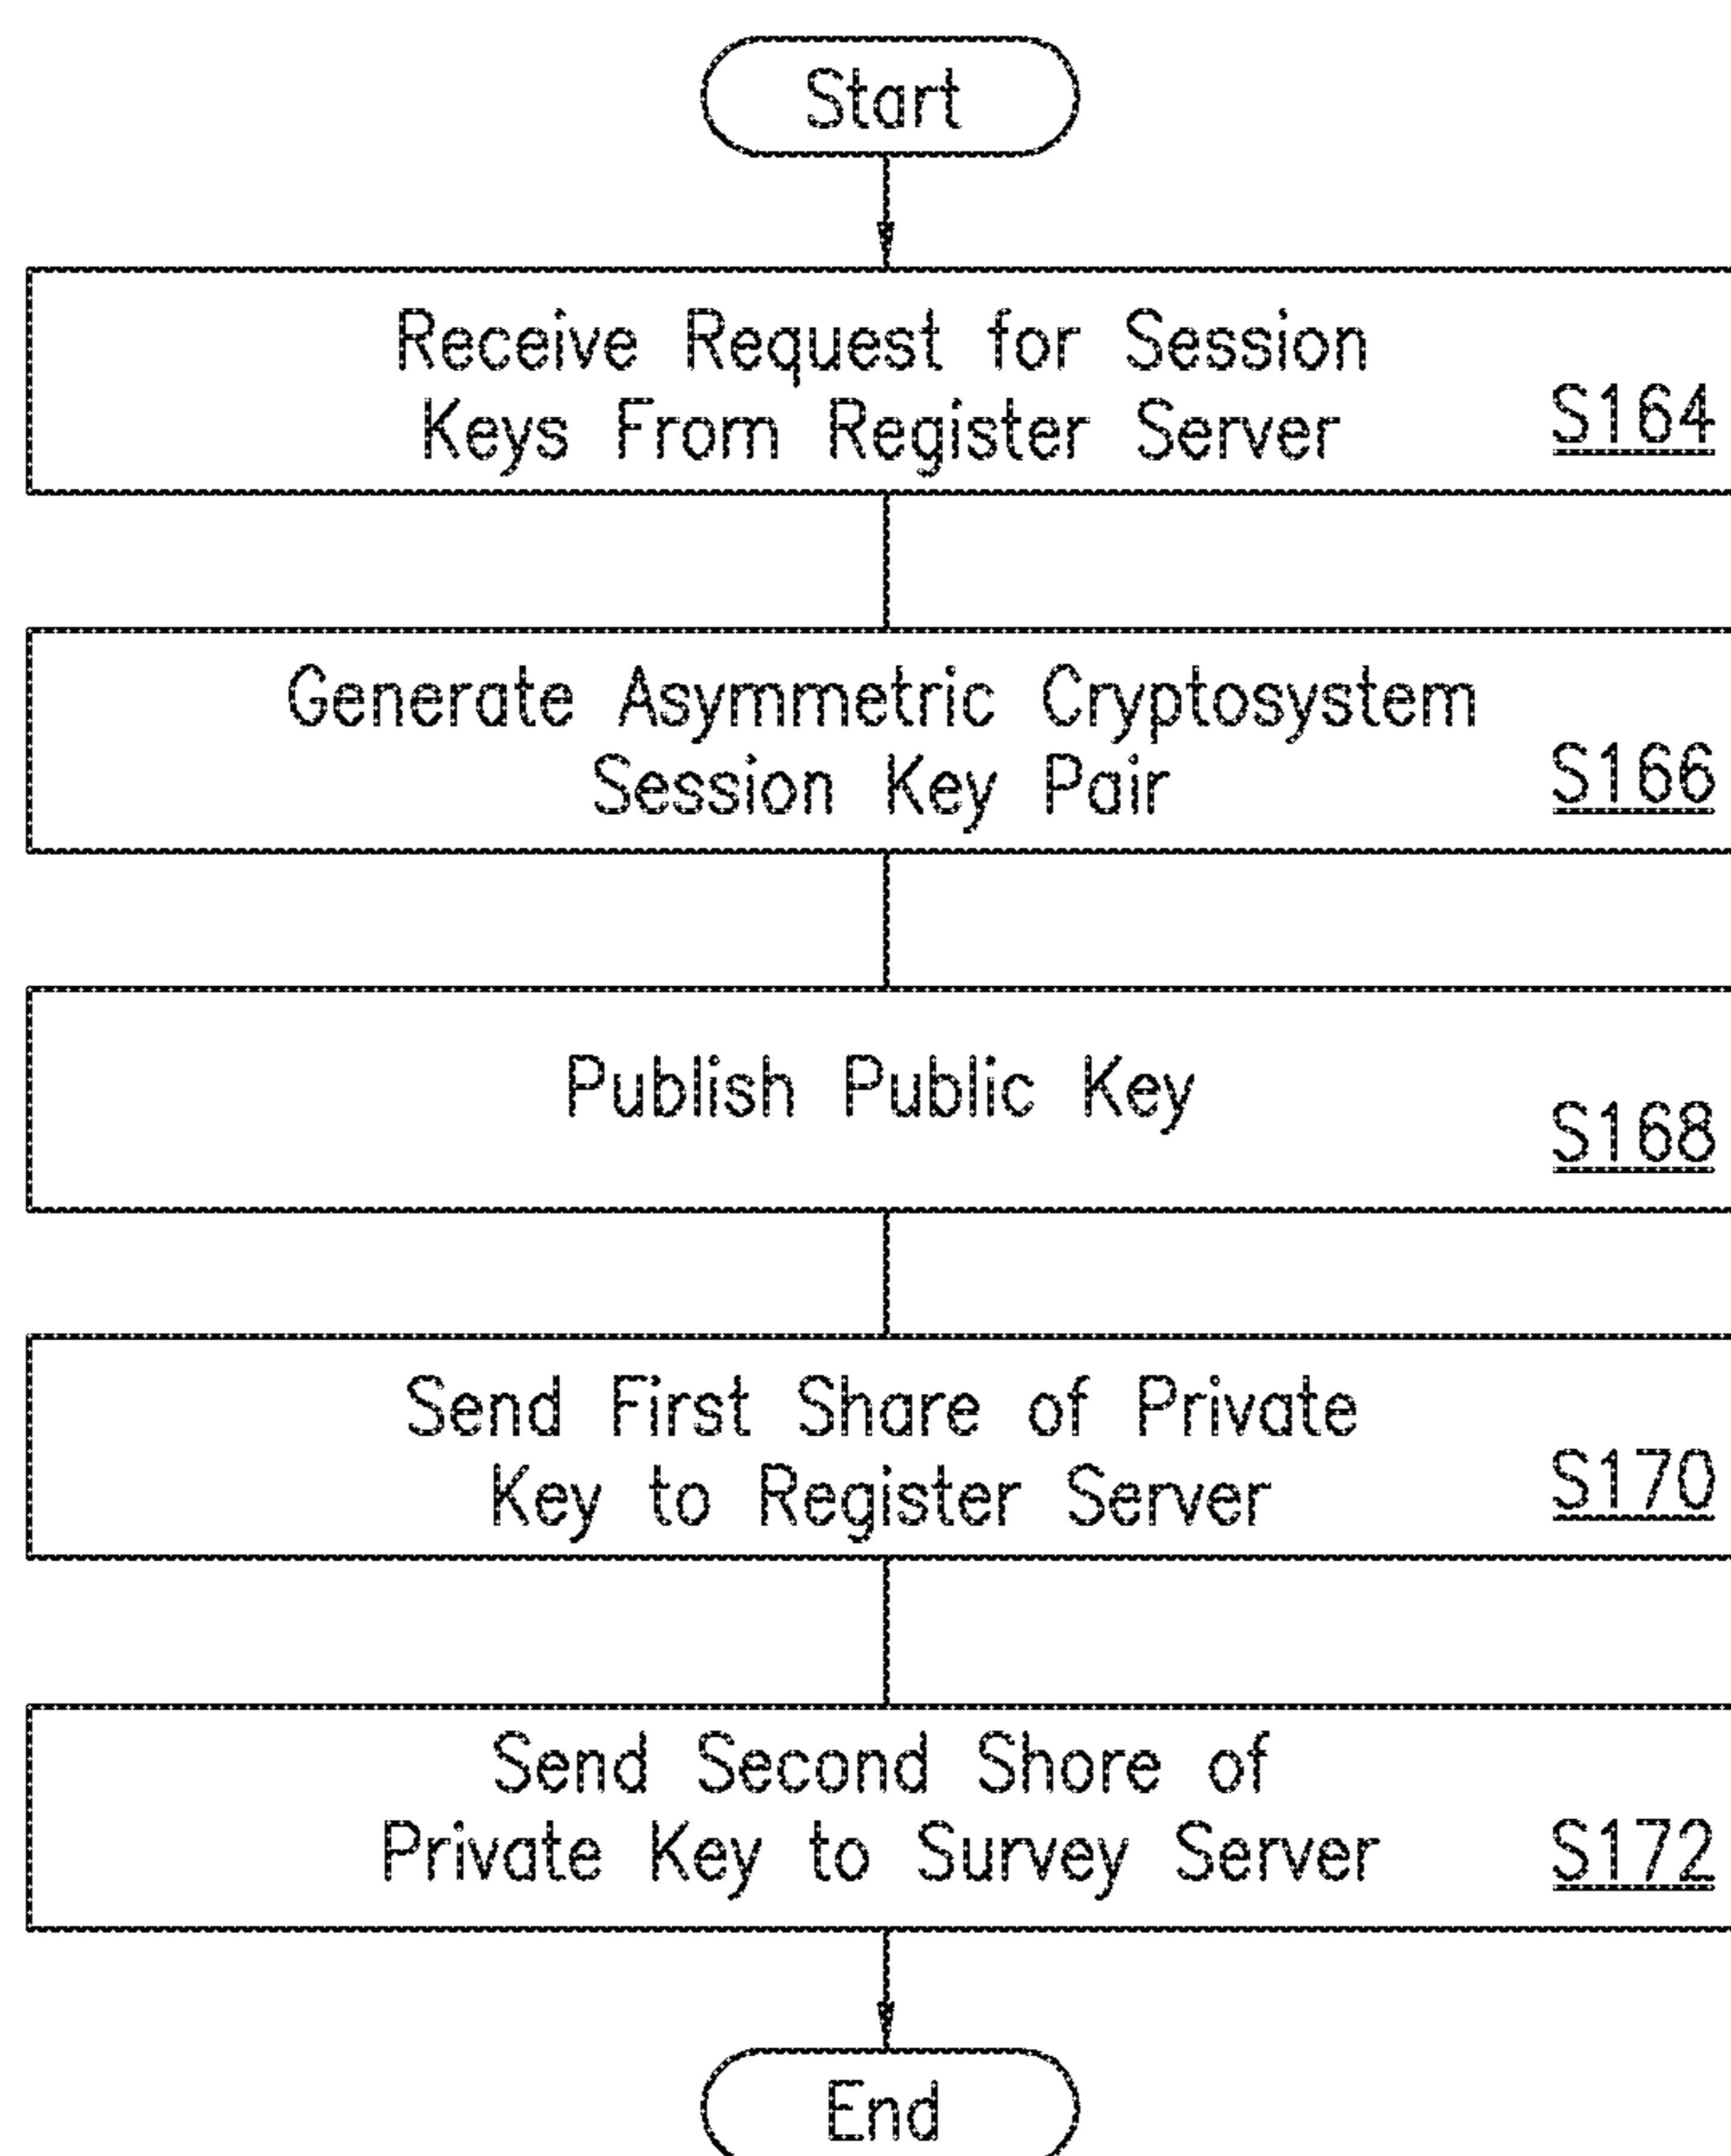 Start
Receive Request for Session
Keys From Register Server
S164
Generate Asymmetric Cryptosystem
Session Key Pair
S166
Publish Public Key
S168
Send First Share of Private
Key to Register Server
S170
Send Second Shore of
Private Key to Survey Server
S172
End